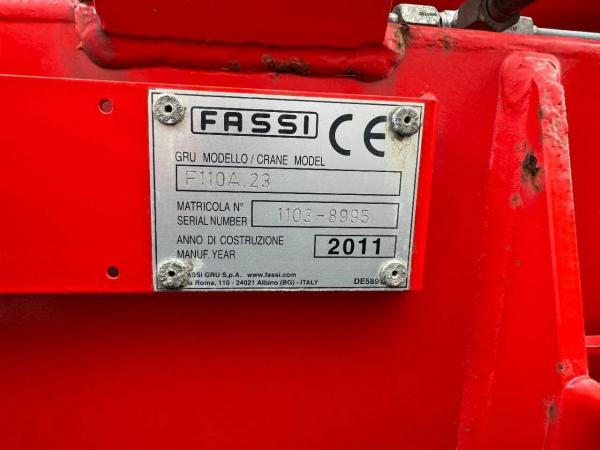 FASSI CE
GRU MODELLO / CRANE MODEL
F110A.23
MATRICOLA N°
SERIAL NUMBER 1103-8995
ANNO DI COSTRUZIONE
MANUF. YEAR 2011
GRU S.p.A. www.fassi.com
Roma, 110 - 24021 Albino (BG) - ITALY